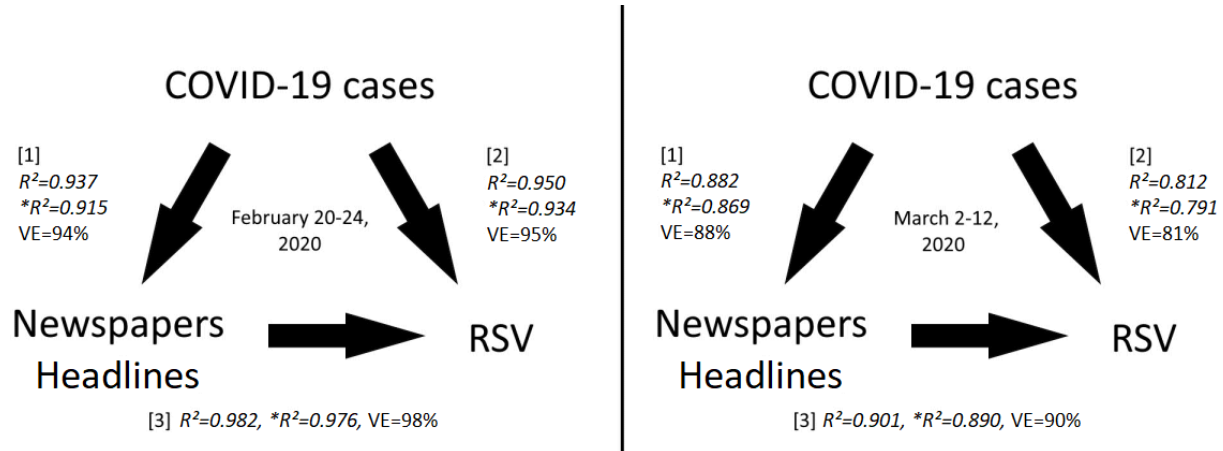 COVID-19 cases
[1]
R²=0.937
*R²=0.915
VE=94%
[2]
R²=0.950
*R²=0.934
VE=95%
February 20-24,
2020
Newspapers
Headlines
RSV
[3] R²=0.982, *R²=0.976, VE=98%
COVID-19 cases
[1]
R²=0.882
*R²=0.869
VE=88%
[2]
R²=0.812
*R²=0.791
VE=81%
March 2-12,
2020
Newspapers
Headlines
RSV
[3] R²=0.901, *R²=0.890, VE=90%